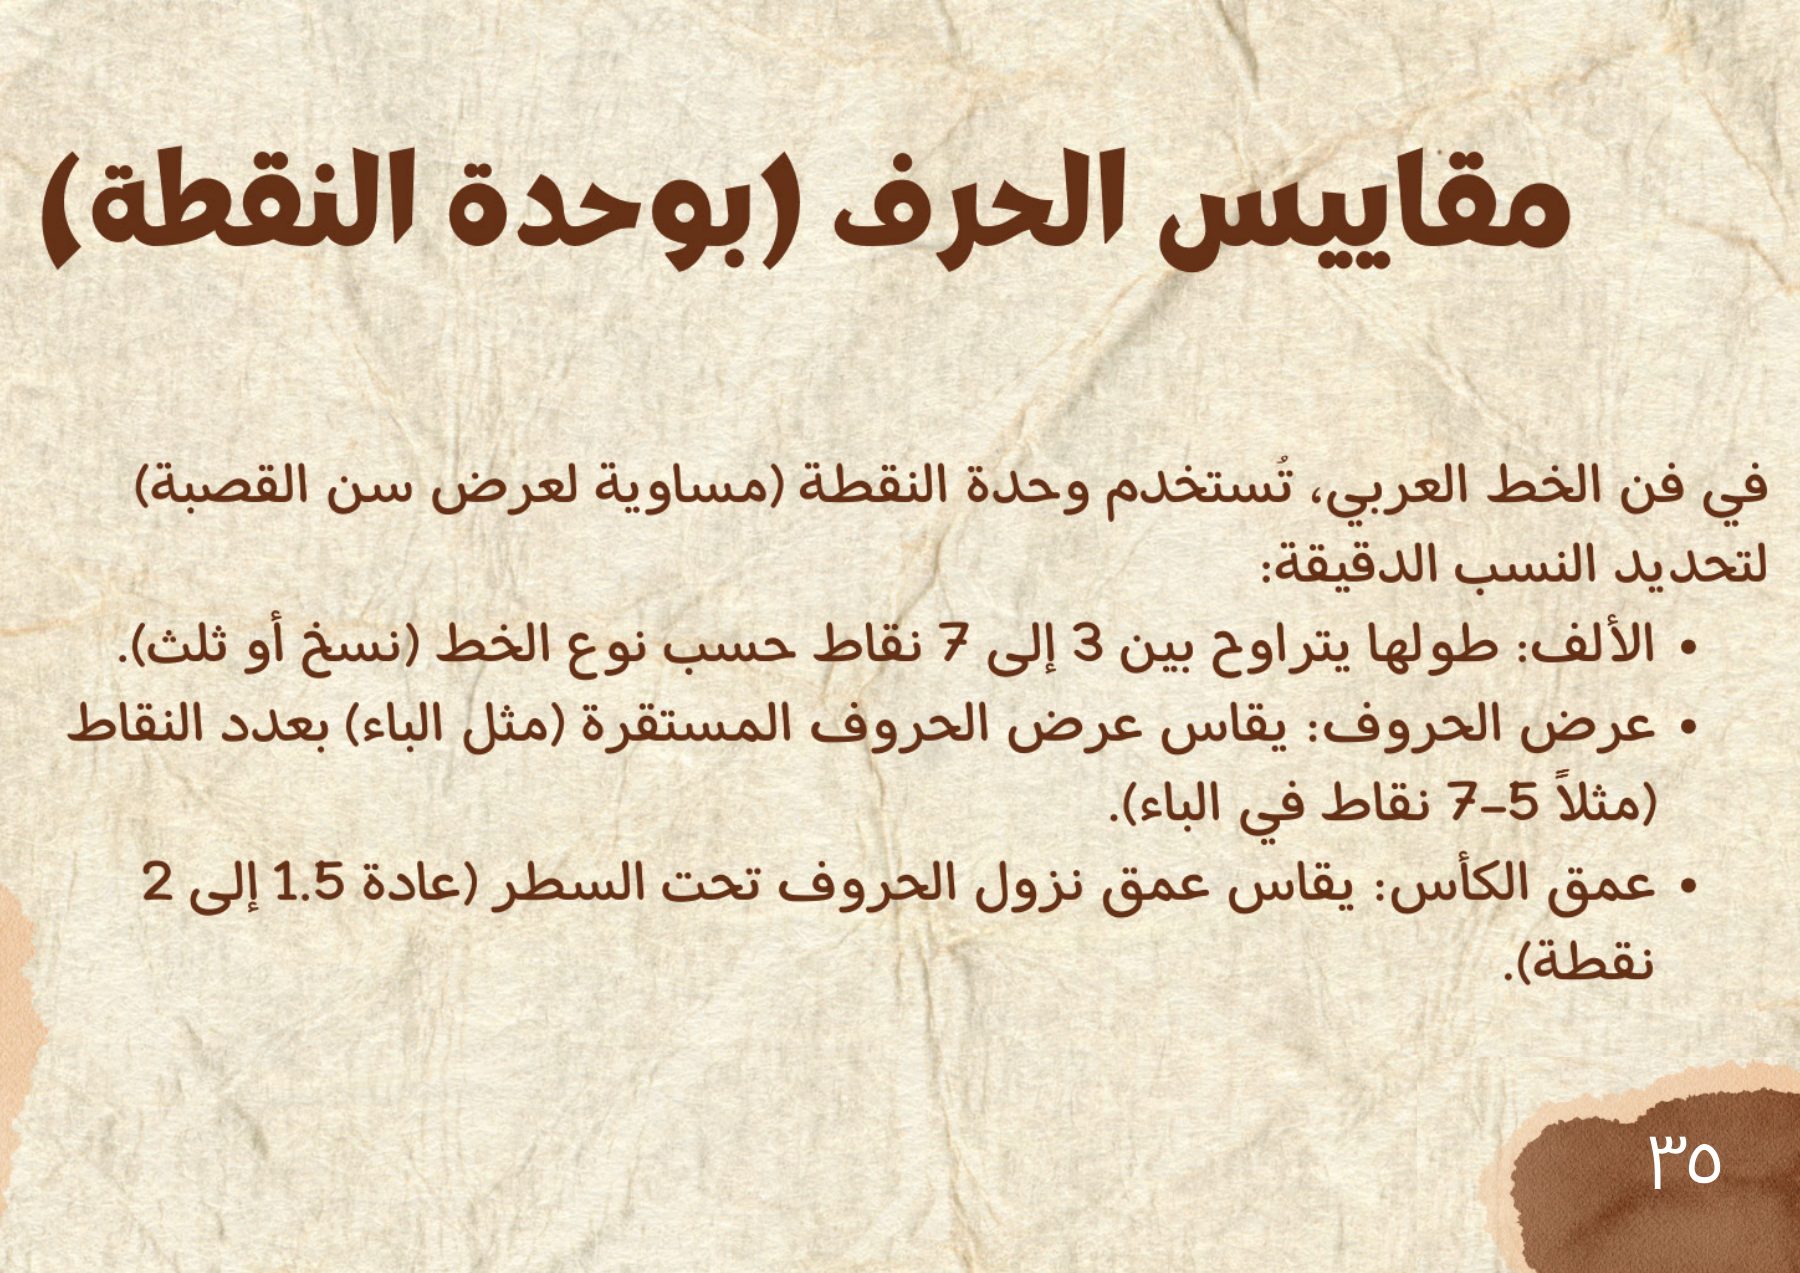 مقاييس الحرف (بوحدة النقطة)
في فن الخط العربي، تُستخدم وحدة النقطة (مساوية لعرض سن القصبة)
لتحديد النسب الدقيقة:
• الألف: طولها يتراوح بين 3 إلى 7 نقاط حسب نوع الخط (نسخ أو ثلث).
• عرض الحروف: يقاس عرض الحروف المستقرة (مثل الباء) بعدد النقاط
(مثلاً 5-7 نقاط في الباء).
• عمق الكأس: يقاس عمق نزول الحروف تحت السطر (عادة 1.5 إلى 2
نقطة).
٣٥